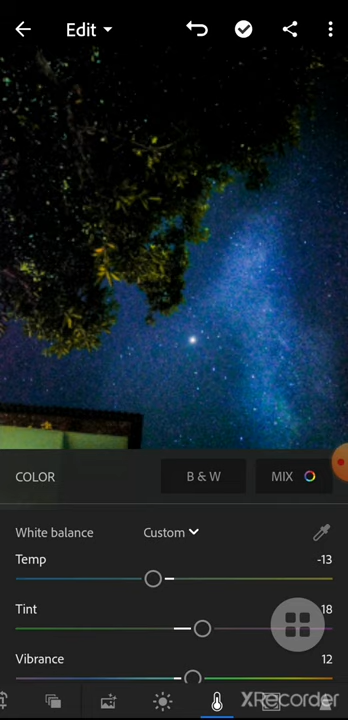 Edit
COLOR
B & W
MIX
White balance
Custom
Temp
-13
Tint
18
Vibrance
12
XRecorder